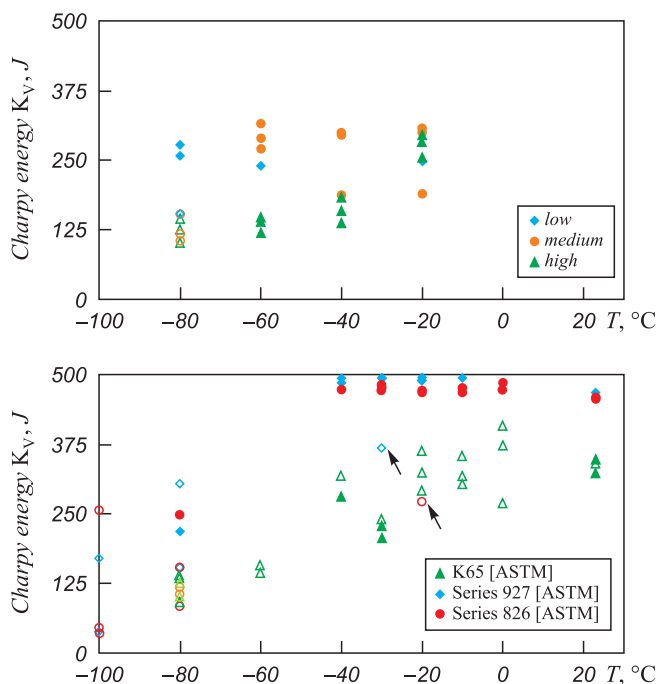 500
375
250
125
0
Charpy energy Kᵥ, J
low
medium
high
–100 –80 –60 –40 –20 0 20 T, °C
500
375
250
125
0
Charpy energy Kᵥ, J
K65 [ASTM]
Series 927 [ASTM]
Series 826 [ASTM]
–100 –80 –60 –40 –20 0 20 T, °C